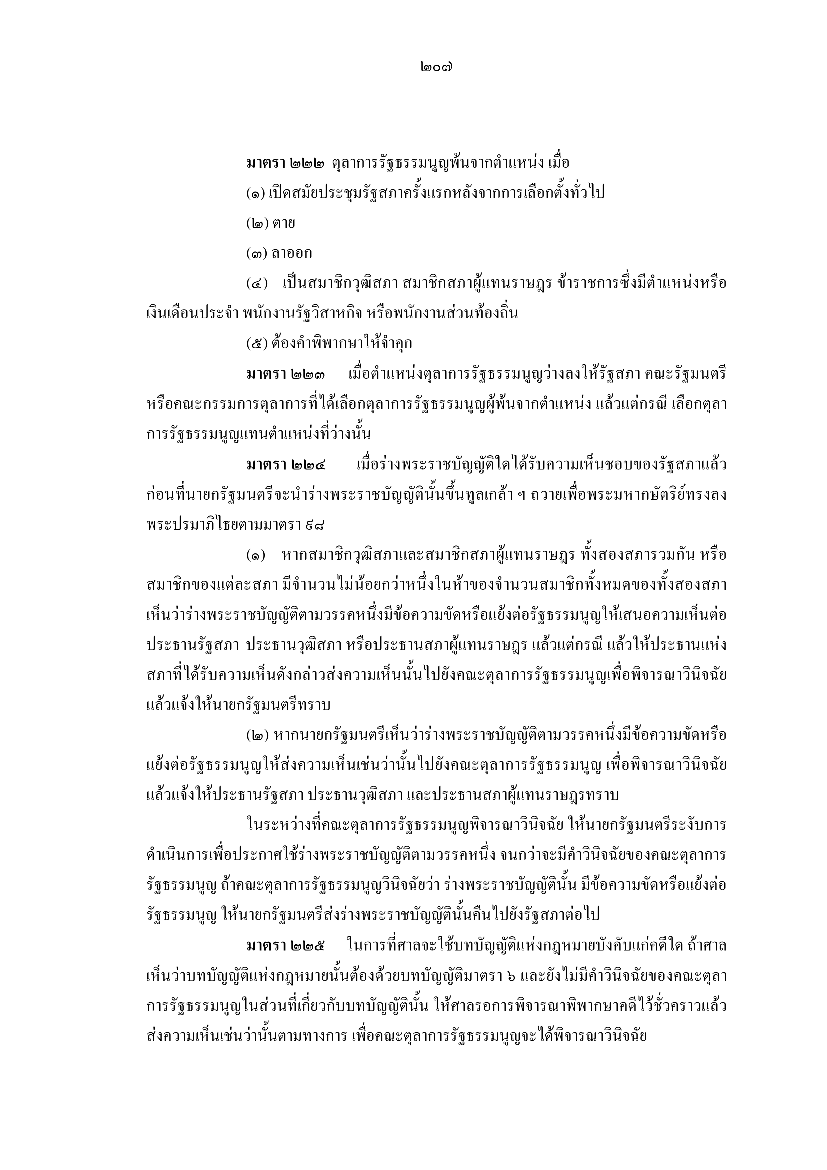 ๒๐๗
มาตรา ๒๒๒ ตุลาการรัฐธรรมนูญพ้นจากตำแหน่ง เมื่อ
(๑) เปิดสมัยประชุมรัฐสภาครั้งแรกหลังจากการเลือกตั้งทั่วไป
(๒) ตาย
(๓) ลาออก
(๔) เป็นสมาชิกวุฒิสภา สมาชิกสภาผู้แทนราษฎร ข้าราชการซึ่งมีตำแหน่งหรือ
เงินเดือนประจำ พนักงานรัฐวิสาหกิจ หรือพนักงานส่วนท้องถิ่น
(๕) ต้องคำพิพากษาให้จำคุก
มาตรา ๒๒๓ เมื่อตำแหน่งตุลาการรัฐธรรมนูญว่างลงให้รัฐสภา คณะรัฐมนตรี
หรือคณะกรรมการตุลาการที่ได้เลือกตุลาการรัฐธรรมนูญผู้พ้นจากตำแหน่ง แล้วแต่กรณี เลือกตุลา
การรัฐธรรมนูญแทนตำแหน่งที่ว่างนั้น
มาตรา ๒๒๔ เมื่อร่างพระราชบัญญัติใดได้รับความเห็นชอบของรัฐสภาแล้ว
ก่อนที่นายกรัฐมนตรีจะนำร่างพระราชบัญญัตินั้นขึ้นทูลเกล้า ฯ ถวายเพื่อพระมหากษัตริย์ทรงลง
พระปรมาภิไธยตามมาตรา ๙๘
(๑) หากสมาชิกวุฒิสภาและสมาชิกสภาผู้แทนราษฎร ทั้งสองสภารวมกัน หรือ
สมาชิกของแต่ละสภา มีจำนวนไม่น้อยกว่าหนึ่งในห้าของจำนวนสมาชิกทั้งหมดของทั้งสองสภา
เห็นว่าร่างพระราชบัญญัติตามวรรคหนึ่งมีข้อความขัดหรือแย้งต่อรัฐธรรมนูญให้เสนอความเห็นต่อ
ประธานรัฐสภา ประธานวุฒิสภา หรือประธานสภาผู้แทนราษฎร แล้วแต่กรณี แล้วให้ประธานแห่ง
สภาที่ได้รับความเห็นดังกล่าวส่งความเห็นนั้นไปยังคณะตุลาการรัฐธรรมนูญเพื่อพิจารณาวินิจฉัย
แล้วแจ้งให้นายกรัฐมนตรีทราบ
(๒) หากนายกรัฐมนตรีเห็นว่าร่างพระราชบัญญัติตามวรรคหนึ่งมีข้อความขัดหรือ
แย้งต่อรัฐธรรมนูญให้ส่งความเห็นเช่นว่านั้นไปยังคณะตุลาการรัฐธรรมนูญ เพื่อพิจารณาวินิจฉัย
แล้วแจ้งให้ประธานรัฐสภา ประธานวุฒิสภา และประธานสภาผู้แทนราษฎรทราบ
ในระหว่างที่คณะตุลาการรัฐธรรมนูญพิจารณาวินิจฉัย ให้นายกรัฐมนตรีระงับการ
ดำเนินการเพื่อประกาศใช้ร่างพระราชบัญญัติตามวรรคหนึ่ง จนกว่าจะมีคำวินิจฉัยของคณะตุลาการ
รัฐธรรมนูญ ถ้าคณะตุลาการรัฐธรรมนูญวินิจฉัยว่า ร่างพระราชบัญญัตินั้น มีข้อความขัดหรือแย้งต่อ
รัฐธรรมนูญ ให้นายกรัฐมนตรีส่งร่างพระราชบัญญัตินั้นคืนไปยังรัฐสภาต่อไป
มาตรา ๒๒๕ ในการที่ศาลจะใช้บทบัญญัติแห่งกฎหมายบังคับแก่คดีใด ถ้าศาล
เห็นว่าบทบัญญัติแห่งกฎหมายนั้นต้องด้วยบทบัญญัติมาตรา ๖ และยังไม่มีคำวินิจฉัยของคณะตุลา
การรัฐธรรมนูญในส่วนที่เกี่ยวกับบทบัญญัตินั้น ให้ศาลรอการพิจารณาพิพากษาคดีไว้ชั่วคราวแล้ว
ส่งความเห็นเช่นว่านั้นตามทางการ เพื่อคณะตุลาการรัฐธรรมนูญจะได้พิจารณาวินิจฉัย